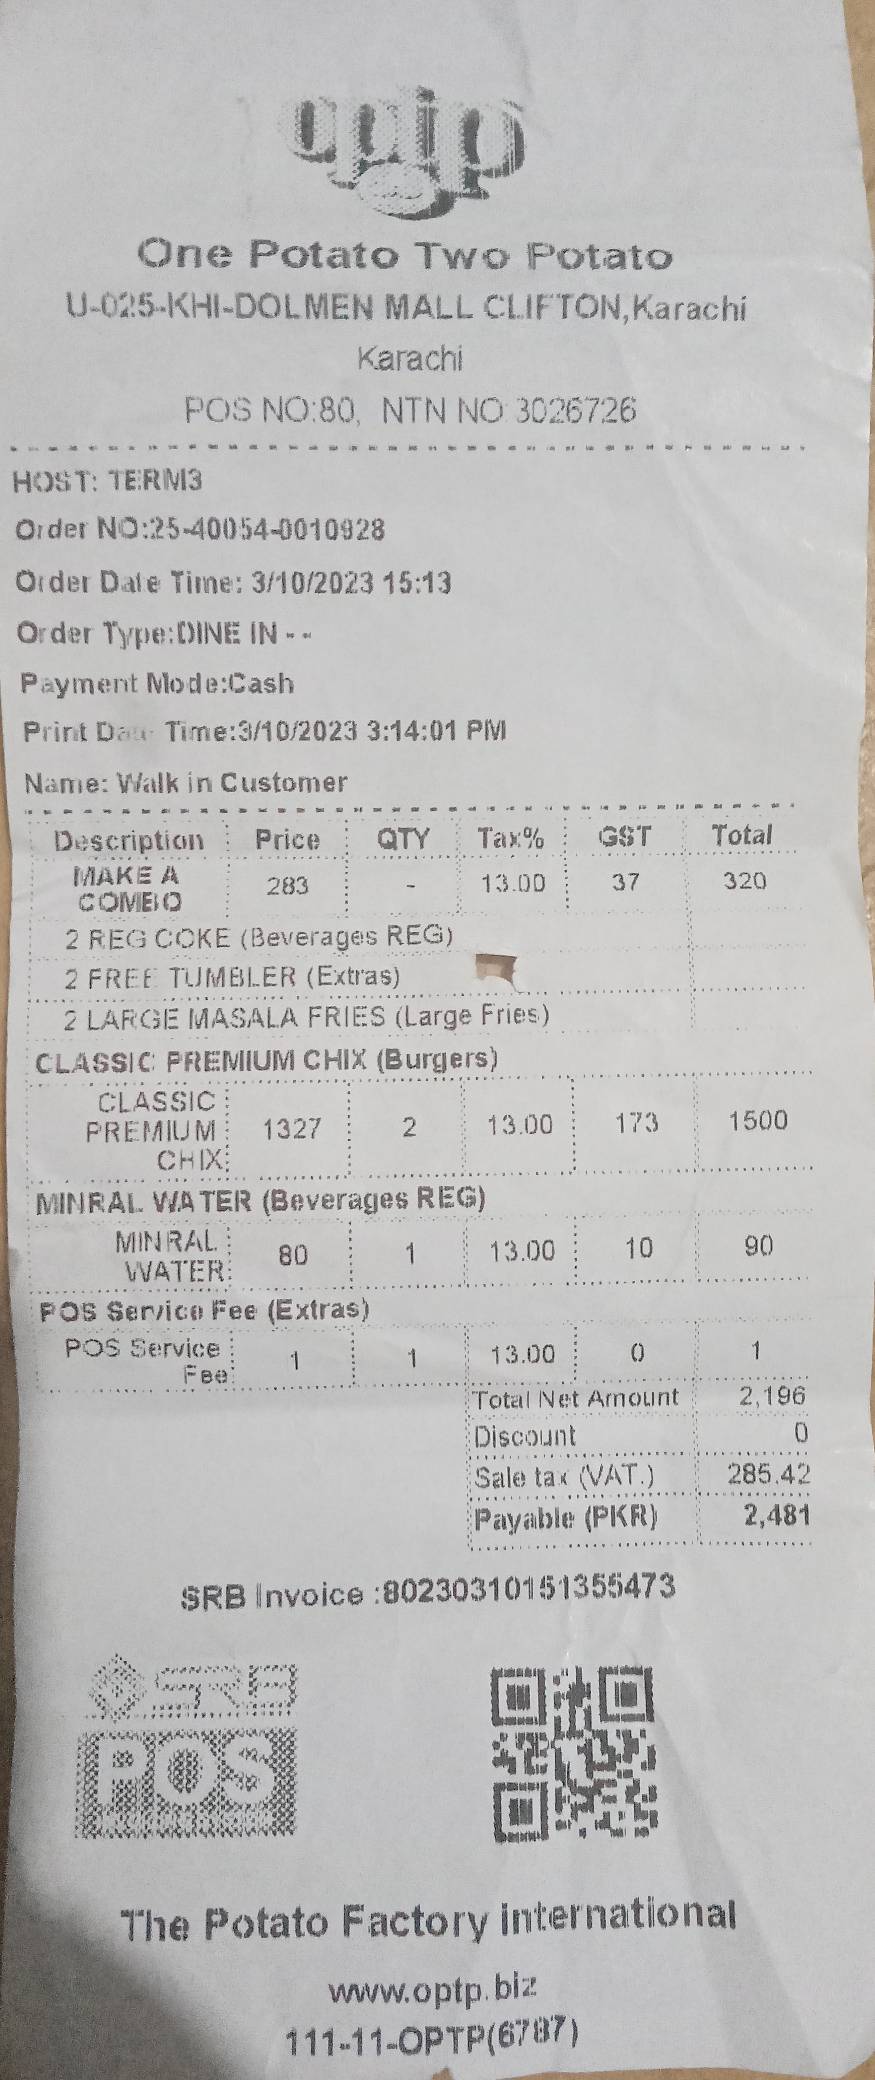 optp
One Potato Two Potato
U-025-KHI-DOLMEN MALL CLIFTON,Karachi
Karachi
POS NO:80, NTN NO 3026726
HOST: TERM3
Order NO:25-40054-0010928
Order Date Time: 3/10/2023 15:13
Order Type:DINE IN - -
Payment Mode:Cash
Print Date Time:3/10/2023 3:14:01 PM
Name: Walk in Customer
Description Price QTY Tax% GST Total
MAKE A COMBO 283 - 13.00 37 320
2 REG COKE (Beverages REG)
2 FREE TUMBLER (Extras)
2 LARGE MASALA FRIES (Large Fries)
CLASSIC PREMIUM CHIX (Burgers)
CLASSIC PREMIUM CHIX 1327 2 13.00 173 1500
MINRAL WATER (Beverages REG)
MINRAL WATER 80 1 13.00 10 90
POS Service Fee (Extras)
POS Service Fee 1 1 13.00 0 1
Total Net Amount 2,196
Discount 0
Sale tax (VAT.) 285.42
Payable (PKR) 2,481
SRB Invoice :80230310151355473
SRB
POS
The Potato Factory international
www.optp.biz
111-11-OPTP(6787)